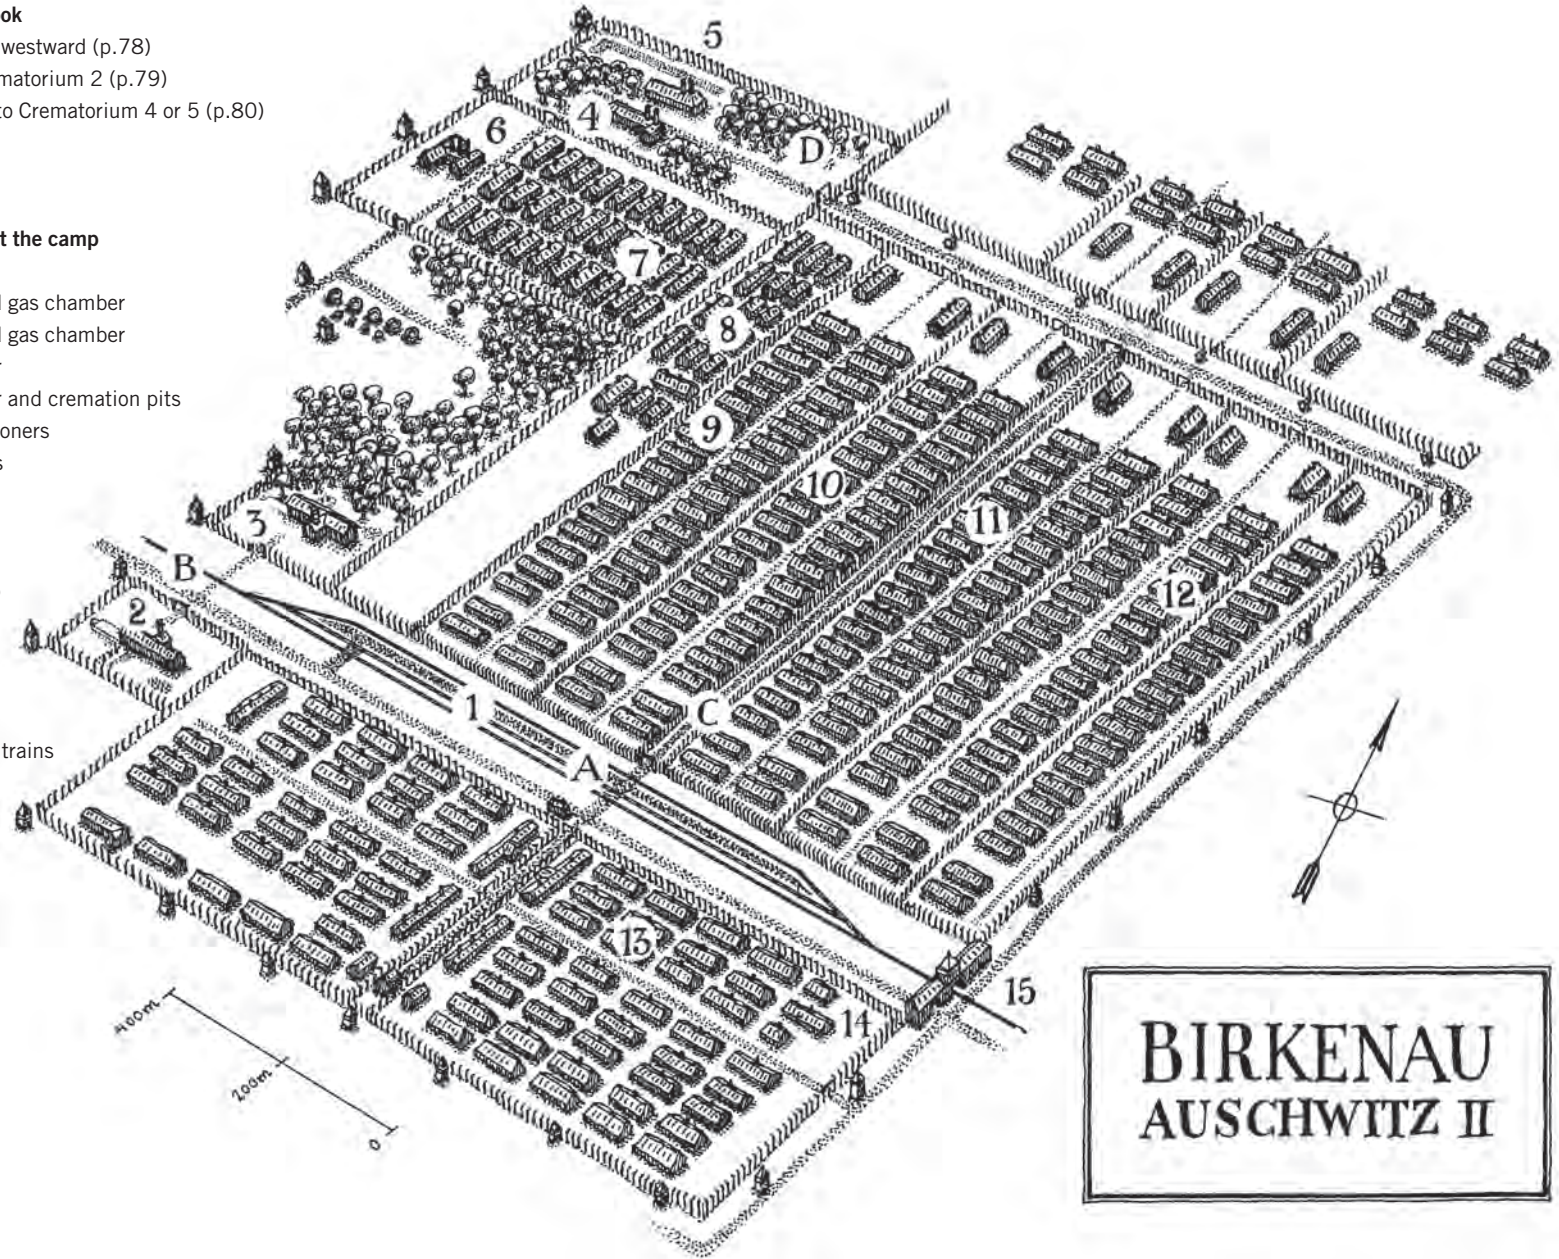 ok
westward (p.78)
matorium 2 (p.79)
to Crematorium 4 or 5 (p.80)
t the camp
gas chamber
gas chamber
r and cremation pits
oners
s
trains
5
4
D
6
7
8
9
10
11
12
3
B
2
1
C
A
13
14
15
400m.
200m.
0
BIRKENAU
AUSCHWITZ II